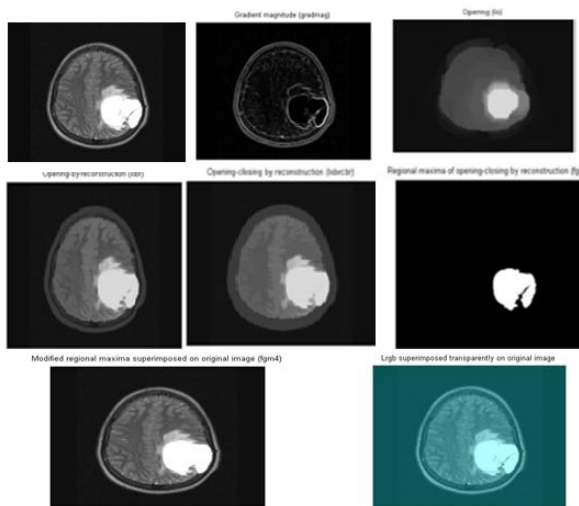 Gradient magnitude (gradmag)
Opening (Io)
Opening-by-reconstruction (Iobr)
Opening-closing by reconstruction (Iobrcbr)
Regional maxima of opening-closing by reconstruction (fg
Modified regional maxima superimposed on original image (fgm4)
Lrgb superimposed transparently on original image